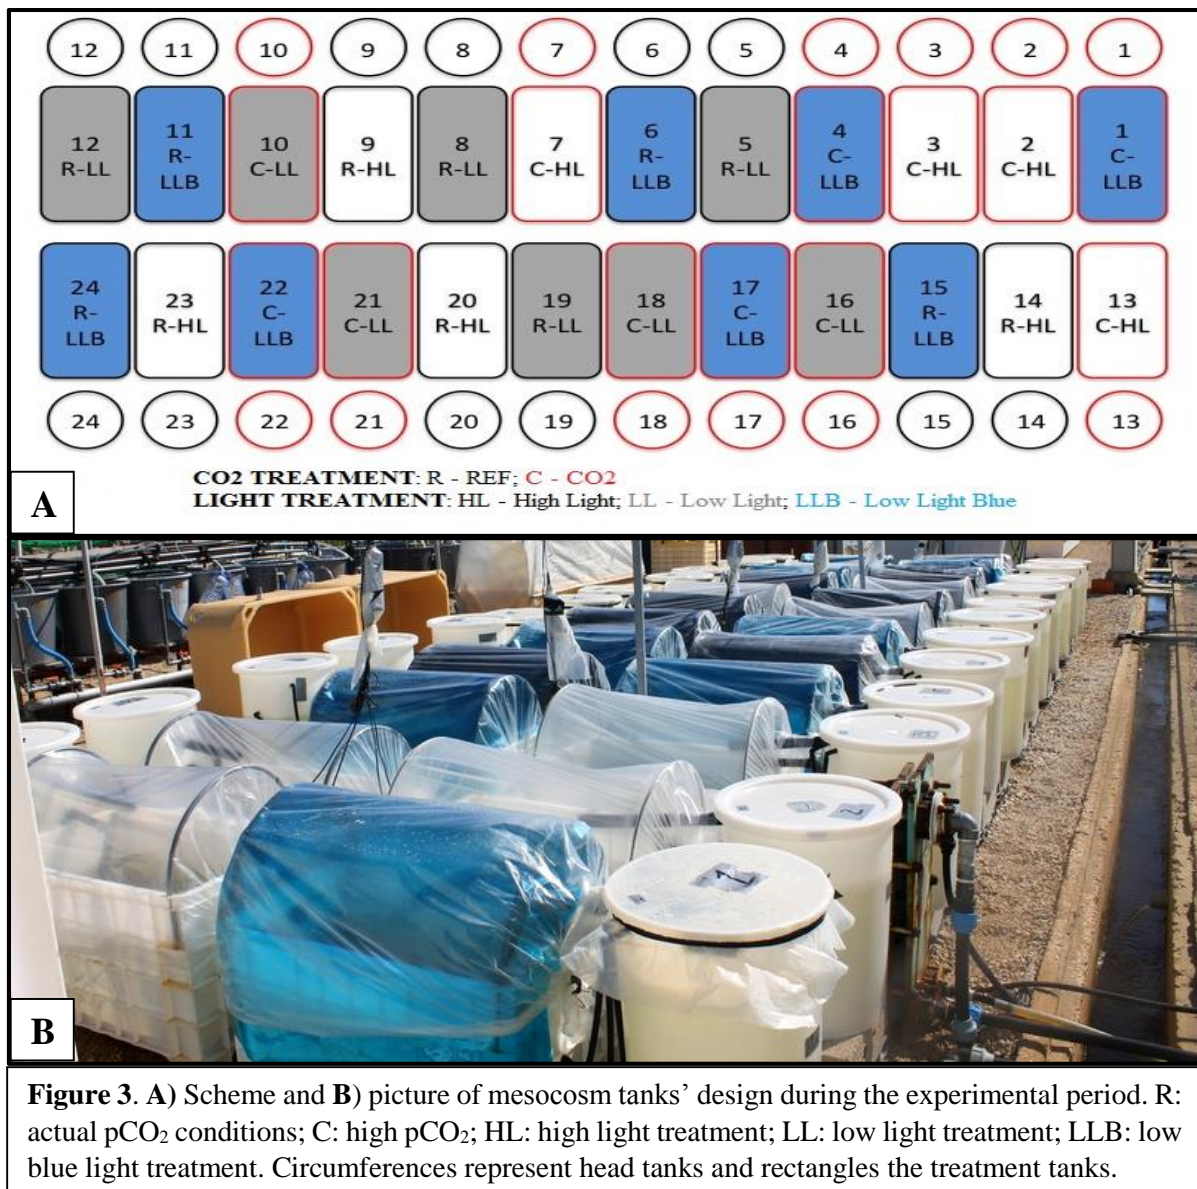 12 11 10 9 8 7 6 5 4 3 2 1
12 R-LL
11 R-LLB
10 C-LL
9 R-HL
8 R-LL
7 C-HL
6 R-LLB
5 R-LL
4 C-LLB
3 C-HL
2 C-HL
1 C-LLB
24 R-LLB
23 R-HL
22 C-LLB
21 C-LL
20 R-HL
19 R-LL
18 C-LL
17 C-LLB
16 C-LL
15 R-LLB
14 R-HL
13 C-HL
24 23 22 21 20 19 18 17 16 15 14 13
CO2 TREATMENT: R - REF; C - CO2
LIGHT TREATMENT: HL - High Light; LL - Low Light; LLB - Low Light Blue
A
2
1
B
Figure 3. A) Scheme and B) picture of mesocosm tanks' design during the experimental period. R:
actual pCO₂ conditions; C: high pCO₂; HL: high light treatment; LL: low light treatment; LLB: low
blue light treatment. Circumferences represent head tanks and rectangles the treatment tanks.